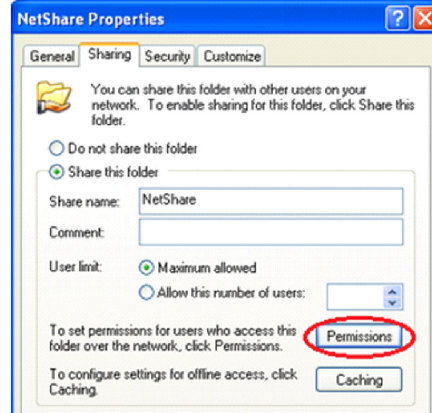 NetShare Properties
General Sharing Security Customize
You can share this folder with other users on your
network. To enable sharing for this folder, click Share this
folder.
Do not share this folder
Share this folder
Share name: NetShare
Comment:
User limit: Maximum allowed
Allow this number of users:
To set permissions for users who access this
folder over the network, click Permissions.
Permissions
To configure settings for offline access, click
Caching.
Caching